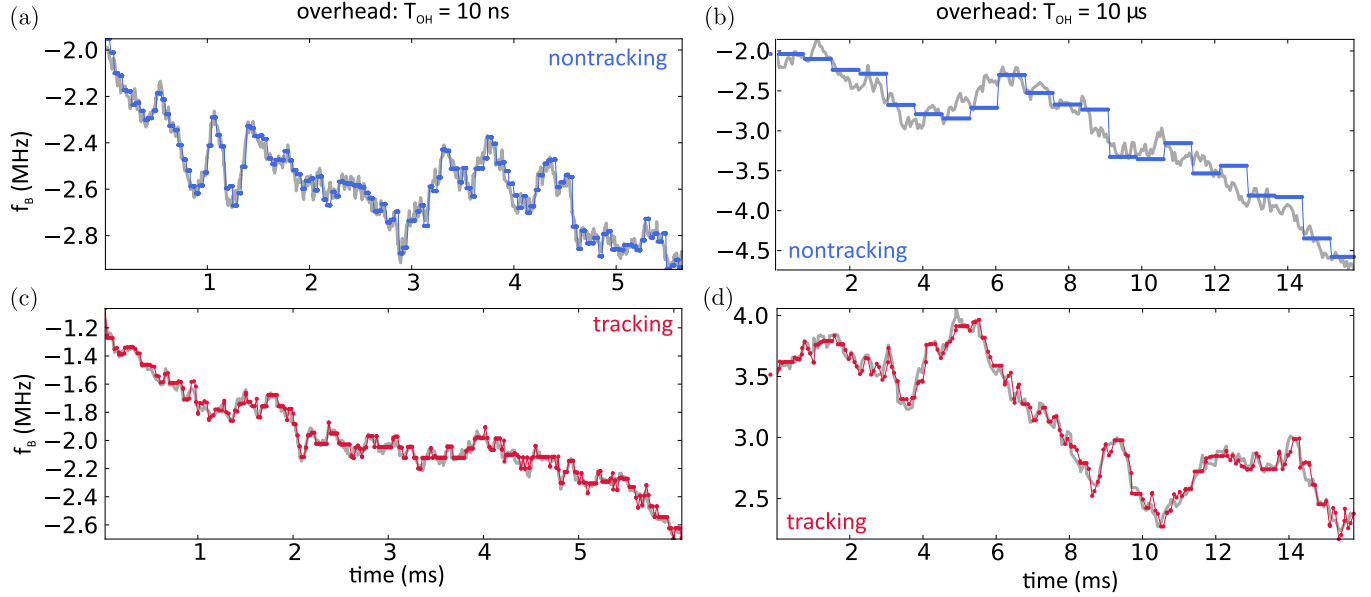 (a) overhead: T_OH = 10 ns
(b) overhead: T_OH = 10 µs
f_B (MHz)
−2.0
−2.2
−2.4
−2.6
−2.8
nontracking
1 2 3 4 5
−2.0
−2.5
−3.0
−3.5
−4.0
−4.5
nontracking
2 4 6 8 10 12 14
(c)
f_B (MHz)
−1.2
−1.4
−1.6
−1.8
−2.0
−2.2
−2.4
−2.6
tracking
1 2 3 4 5
time (ms)
(d)
4.0
3.5
3.0
2.5
tracking
2 4 6 8 10 12 14
time (ms)